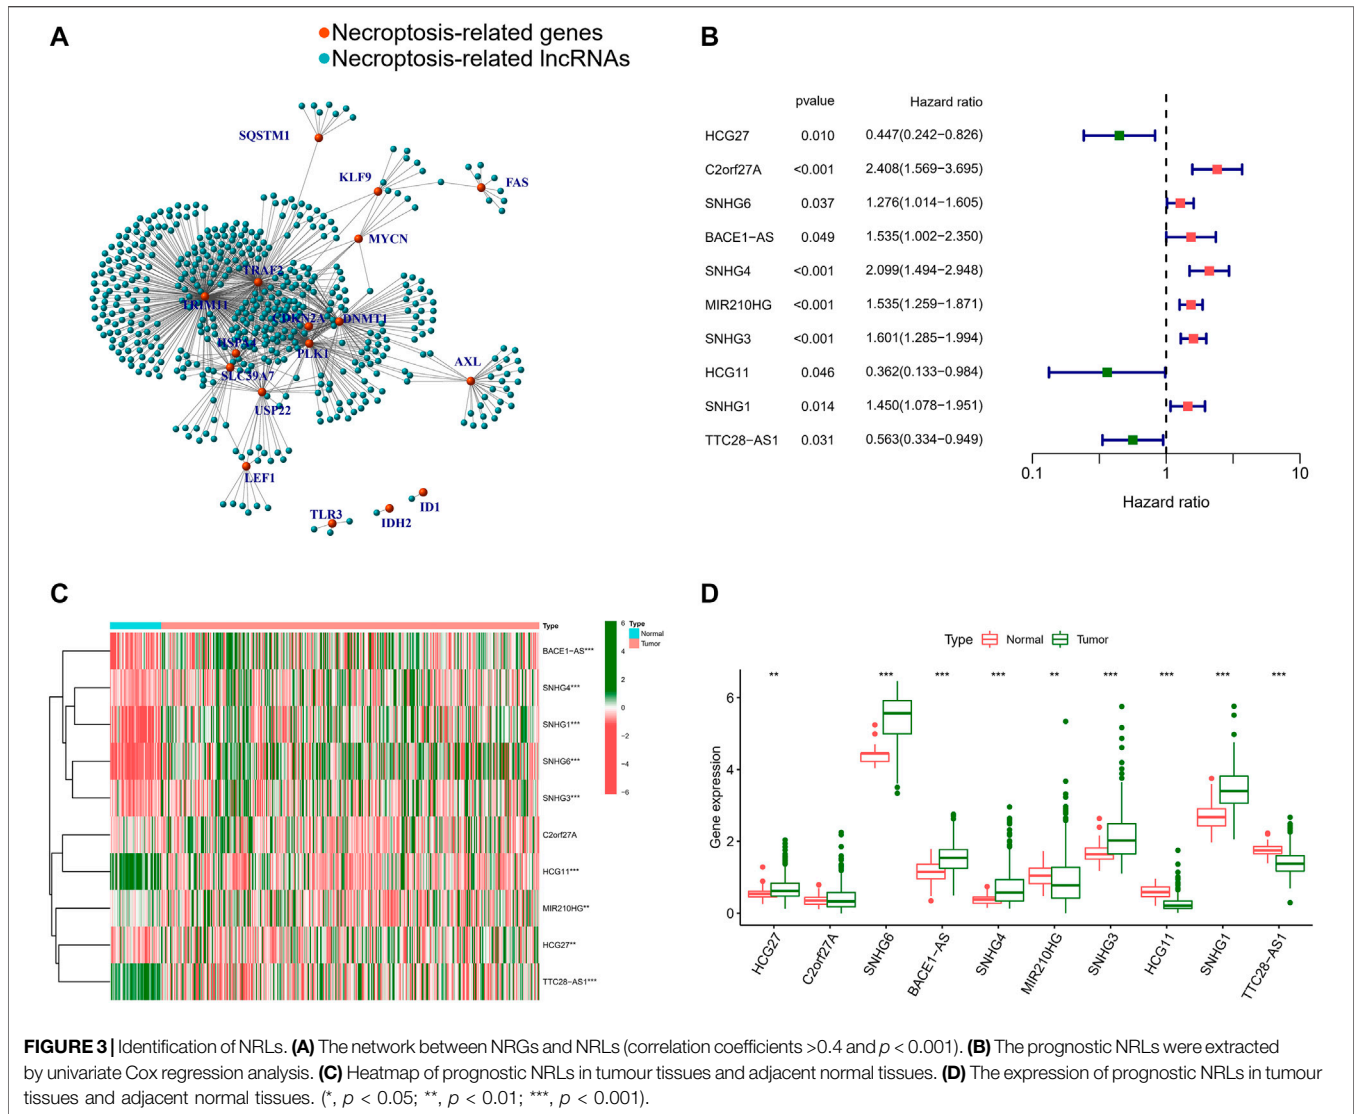 A
Necroptosis-related genes
Necroptosis-related lncRNAs
SQSTM1
KLF9
FAS
MYCN
TRAF2
TRIM11
CDKN2A
DNMT1
HSPA4
PLK1
SLC39A7
AXL
USP22
LEF1
TLR3
IDH2
ID1
B
pvalue Hazard ratio
HCG27 0.010 0.447(0.242−0.826)
C2orf27A <0.001 2.408(1.569−3.695)
SNHG6 0.037 1.276(1.014−1.605)
BACE1−AS 0.049 1.535(1.002−2.350)
SNHG4 <0.001 2.099(1.494−2.948)
MIR210HG <0.001 1.535(1.259−1.871)
SNHG3 <0.001 1.601(1.285−1.994)
HCG11 0.046 0.362(0.133−0.984)
SNHG1 0.014 1.450(1.078−1.951)
TTC28−AS1 0.031 0.563(0.334−0.949)
0.1 1 10
Hazard ratio
C
Type
BACE1−AS***
SNHG4***
SNHG1***
SNHG6***
SNHG3***
C2orf27A
HCG11***
MIR210HG**
HCG27**
TTC28−AS1***
6
4
2
0
−2
−4
−6
Type
Normal
Tumor
D
Type Normal Tumor
** *** *** *** ** *** *** *** ***
6
4
2
0
Gene expression
HCG27
C2orf27A
SNHG6
BACE1−AS
SNHG4
MIR210HG
SNHG3
HCG11
SNHG1
TTC28−AS1
FIGURE 3 | Identification of NRLs. (A) The network between NRGs and NRLs (correlation coefficients >0.4 and p < 0.001). (B) The prognostic NRLs were extracted
by univariate Cox regression analysis. (C) Heatmap of prognostic NRLs in tumour tissues and adjacent normal tissues. (D) The expression of prognostic NRLs in tumour
tissues and adjacent normal tissues. (*, p < 0.05; **, p < 0.01; ***, p < 0.001).